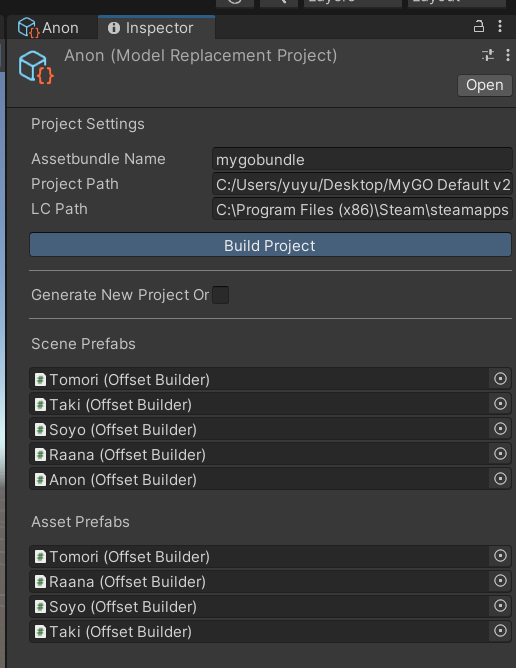 Layers
Layout
Anon
Inspector
Anon (Model Replacement Project)
Open
Project Settings
Assetbundle Name mygobundle
Project Path C:/Users/yuyu/Desktop/MyGO Default v2
LC Path C:\Program Files (x86)\Steam\steamapps
Build Project
Generate New Project Or
Scene Prefabs
Tomori (Offset Builder)
Taki (Offset Builder)
Soyo (Offset Builder)
Raana (Offset Builder)
Anon (Offset Builder)
Asset Prefabs
Tomori (Offset Builder)
Raana (Offset Builder)
Soyo (Offset Builder)
Taki (Offset Builder)